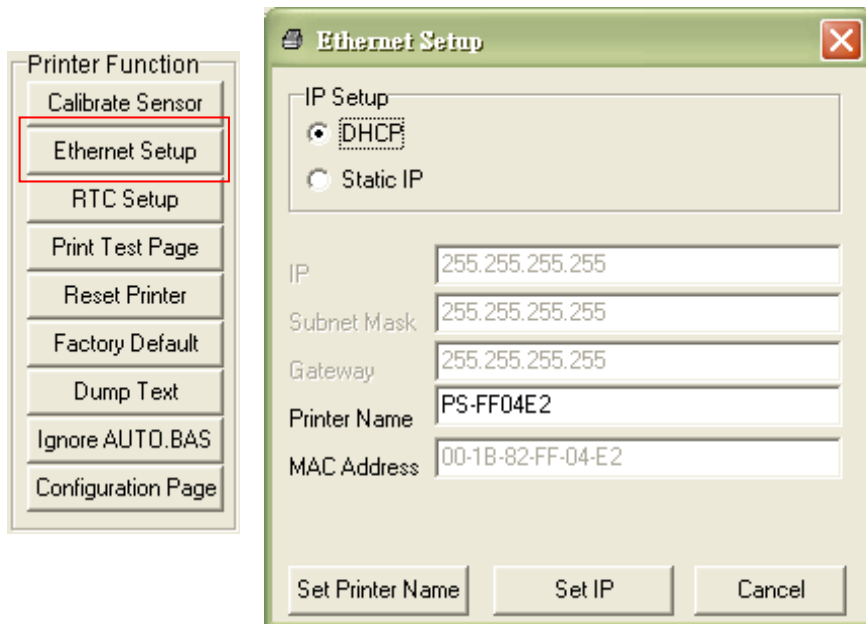 Printer Function
Calibrate Sensor
Ethernet Setup
RTC Setup
Print Test Page
Reset Printer
Factory Default
Dump Text
Ignore AUTO.BAS
Configuration Page
Ethernet Setup
IP Setup
DHCP
Static IP
IP 255.255.255.255
Subnet Mask 255.255.255.255
Gateway 255.255.255.255
Printer Name PS-FF04E2
MAC Address 00-1B-82-FF-04-E2
Set Printer Name Set IP Cancel